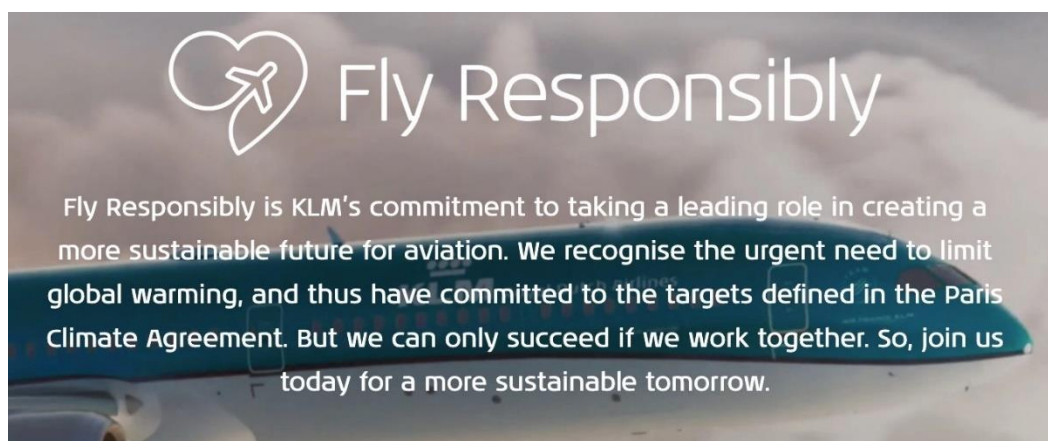 Fly Responsibly
Fly Responsibly is KLM's commitment to taking a leading role in creating a
more sustainable future for aviation. We recognise the urgent need to limit
global warming, and thus have committed to the targets defined in the Paris
Climate Agreement. But we can only succeed if we work together. So, join us
today for a more sustainable tomorrow.
KLM